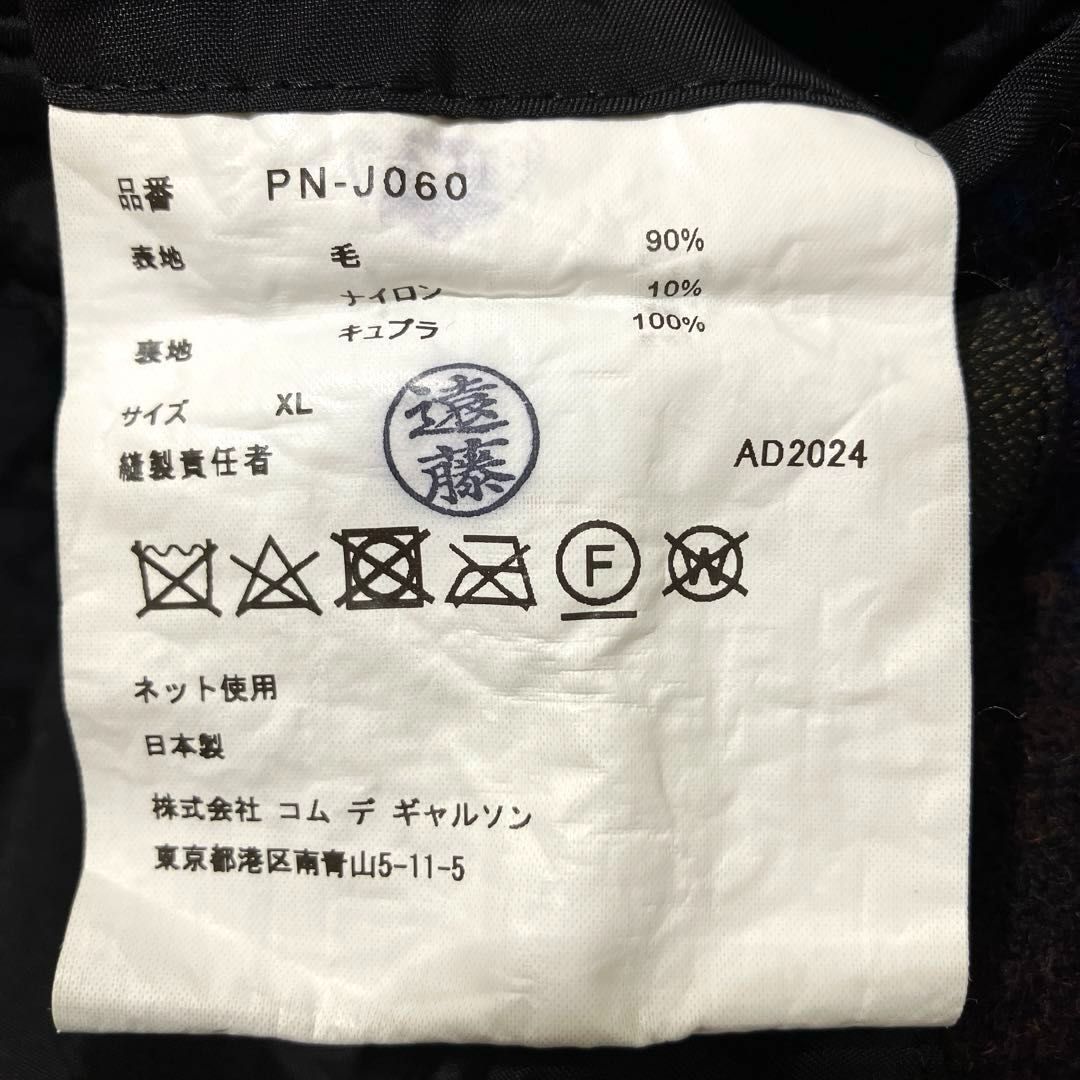 品番 PN-J060
表地 毛 90%
ナイロン 10%
裏地 キュプラ 100%
サイズ XL
縫製責任者 遠藤
AD2024
F W
ネット使用
日本製
株式会社 コム デ ギャルソン
東京都港区南青山5-11-5